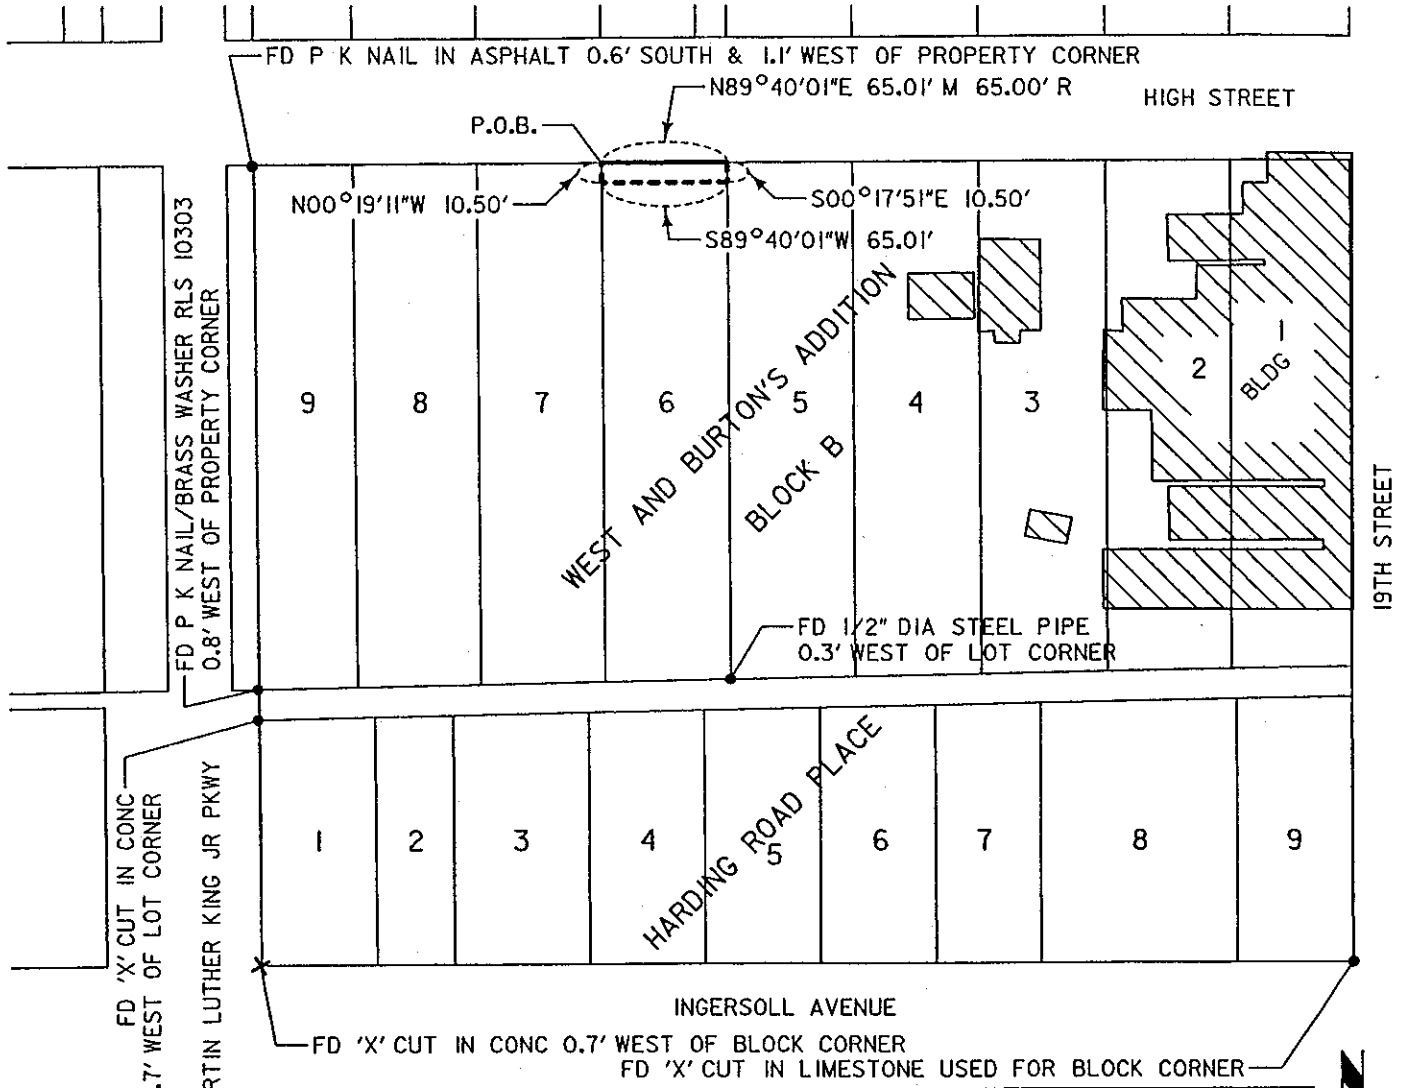 FD P K NAIL IN ASPHALT 0.6' SOUTH & 1.1' WEST OF PROPERTY CORNER
N89°40'01"E 65.01' M 65.00' R
HIGH STREET
P.O.B.
N00°19'11"W 10.50'
S00°17'51"E 10.50'
S89°40'01"W 65.01'
FD P K NAIL/BRASS WASHER RLS 10303
0.8' WEST OF PROPERTY CORNER
9
8
7
6
5
4
3
2
1
BLDG
WEST AND BURTON'S ADDITION
BLOCK B
19TH STREET
FD 1/2" DIA STEEL PIPE
0.3' WEST OF LOT CORNER
FD 'X' CUT IN CONC
.7' WEST OF LOT CORNER
RTIN LUTHER KING JR PKWY
1
2
3
4
5
6
7
8
9
HARDING ROAD PLACE
INGERSOLL AVENUE
FD 'X' CUT IN CONC 0.7' WEST OF BLOCK CORNER
FD 'X' CUT IN LIMESTONE USED FOR BLOCK CORNER